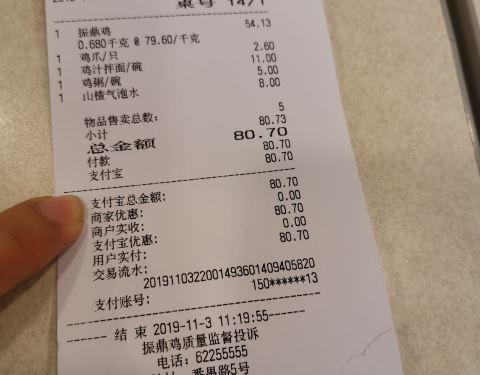 桌号 14/1
1 振鼎鸡 54.13
0.680千克 @ 79.60/千克
1 鸡爪/只 2.60
1 鸡汁拌面/碗 11.00
1 鸡粥/碗 5.00
1 山楂气泡水 8.00
物品售卖总数: 5
小计 80.73
总金额 80.70
付款 80.70
支付宝 80.70
支付宝总金额: 80.70
商家优惠: 0.00
商户实收: 80.70
支付宝优惠: 0.00
用户实付: 80.70
交易流水:
2019110322001493601409405820
支付账号: 150******13
------- 结 束 2019-11-3 11:19:55-------
振鼎鸡质量监督投诉
电话: 62255555
番禺路5号